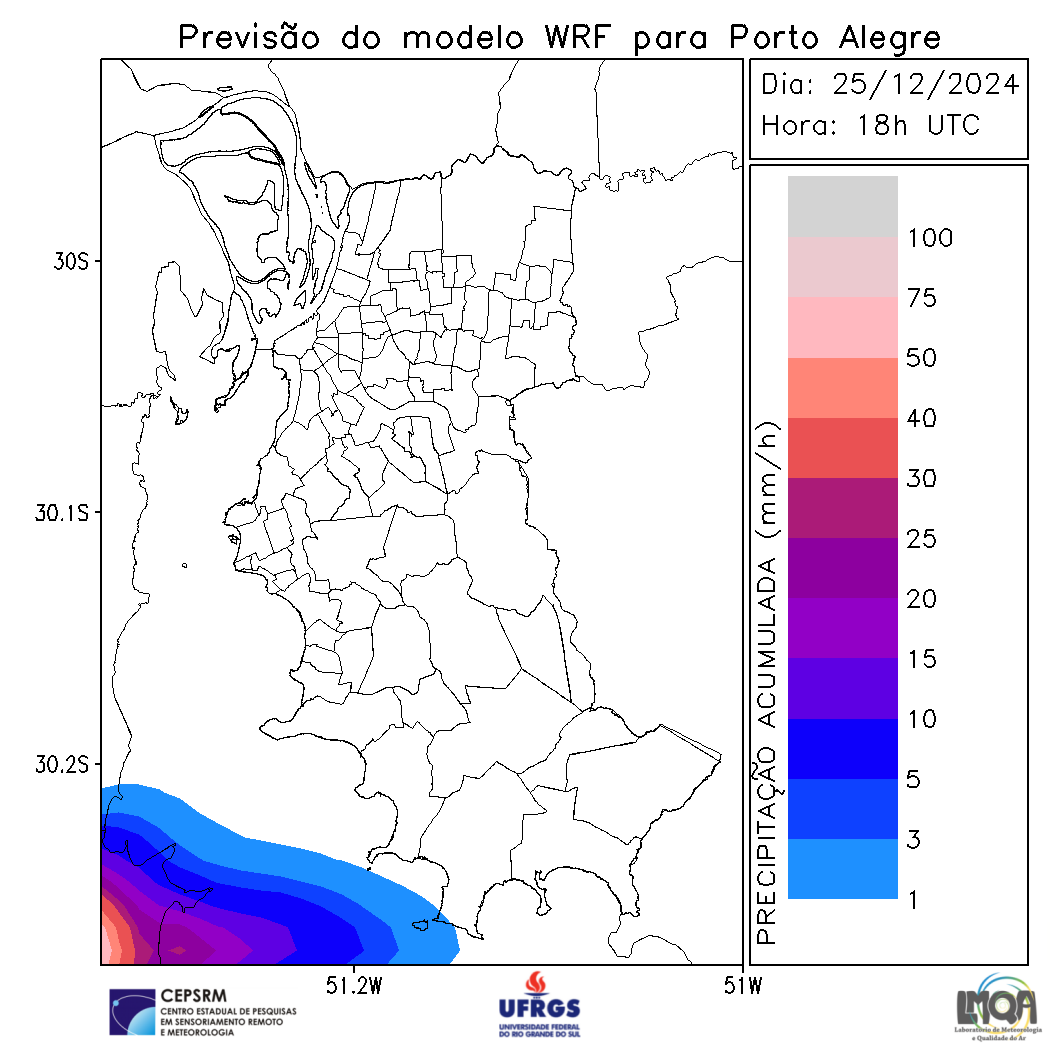 Previsão do modelo WRF para Porto Alegre
Dia: 25/12/2024
Hora: 18h UTC
30S
30.1S
30.2S
51.2W
51W
PRECIPITAÇÃO ACUMULADA (mm/h)
100
75
50
40
30
25
20
15
10
5
3
1
CEPSRM
CENTRO ESTADUAL DE PESQUISAS
EM SENSORIAMENTO REMOTO
E METEOROLOGIA
UFRGS
UNIVERSIDADE FEDERAL
DO RIO GRANDE DO SUL
LMQA
Laboratório de Meteorologia
e Qualidade do Ar